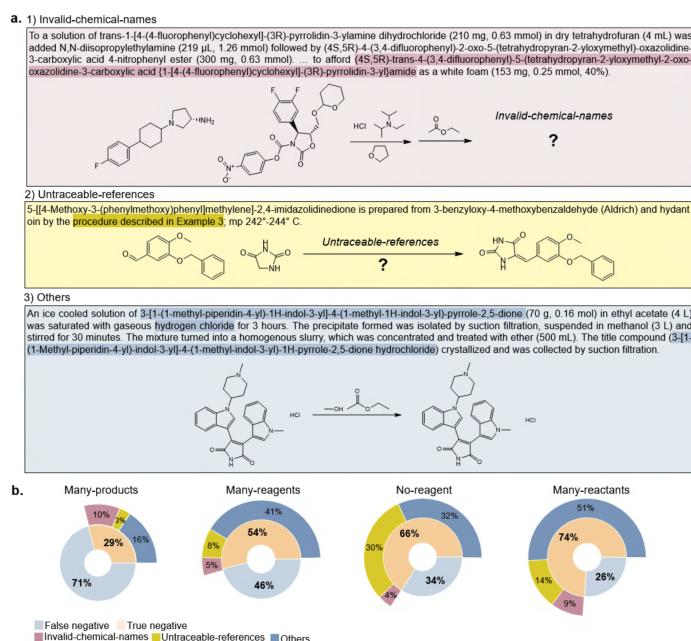 a. 1) Invalid-chemical-names
To a solution of trans-1-[4-(4-fluorophenyl)cyclohexyl]-(3R)-pyrrolidin-3-ylamine dihydrochloride (210 mg, 0.63 mmol) in dry tetrahydrofuran (4 mL) was
added N,N-diisopropylethylamine (219 µL, 1.26 mmol) followed by (4S,5R)-4-(3,4-difluorophenyl)-2-oxo-5-(tetrahydropyran-2-yloxymethyl)-oxazolidine-
3-carboxylic acid 4-nitrophenyl ester (300 mg, 0.63 mmol). ... to afford (4S,5R)-trans-4-(3,4-difluorophenyl)-5-(tetrahydropyran-2-yloxymethyl-2-oxo-
oxazolidine-3-carboxylic acid {1-[4-(4-fluorophenyl)cyclohexyl]-(3R)-pyrrolidin-3-yl}amide as a white foam (153 mg, 0.25 mmol, 40%).
Invalid-chemical-names
?
2) Untraceable-references
5-[[4-Methoxy-3-(phenylmethoxy)phenyl]methylene]-2,4-imidazolidinedione is prepared from 3-benzyloxy-4-methoxybenzaldehyde (Aldrich) and hydant
oin by the procedure described in Example 3; mp 242°-244° C.
Untraceable-references
?
3) Others
An ice cooled solution of 3-[1-(1-methyl-piperidin-4-yl)-1H-indol-3-yl]-4-(1-methyl-1H-indol-3-yl)-pyrrole-2,5-dione (70 g, 0.16 mol) in ethyl acetate (4 L)
was saturated with gaseous hydrogen chloride for 3 hours. The precipitate formed was isolated by suction filtration, suspended in methanol (3 L) and
stirred for 30 minutes. The mixture turned into a homogenous slurry, which was concentrated and treated with ether (500 mL). The title compound (3-[1-
(1-Methyl-piperidin-4-yl)-indol-3-yl]-4-(1-methyl-indol-3-yl)-1H-pyrrole-2,5-dione hydrochloride) crystallized and was collected by suction filtration.
HCl
HCl
b.
Many-products Many-reagents No-reagent Many-reactants
10% 3% 16% 29% 71%
41% 54% 8% 5% 46%
32% 66% 30% 4% 34%
51% 74% 14% 9% 26%
False negative True negative
Invalid-chemical-names Untraceable-references Others